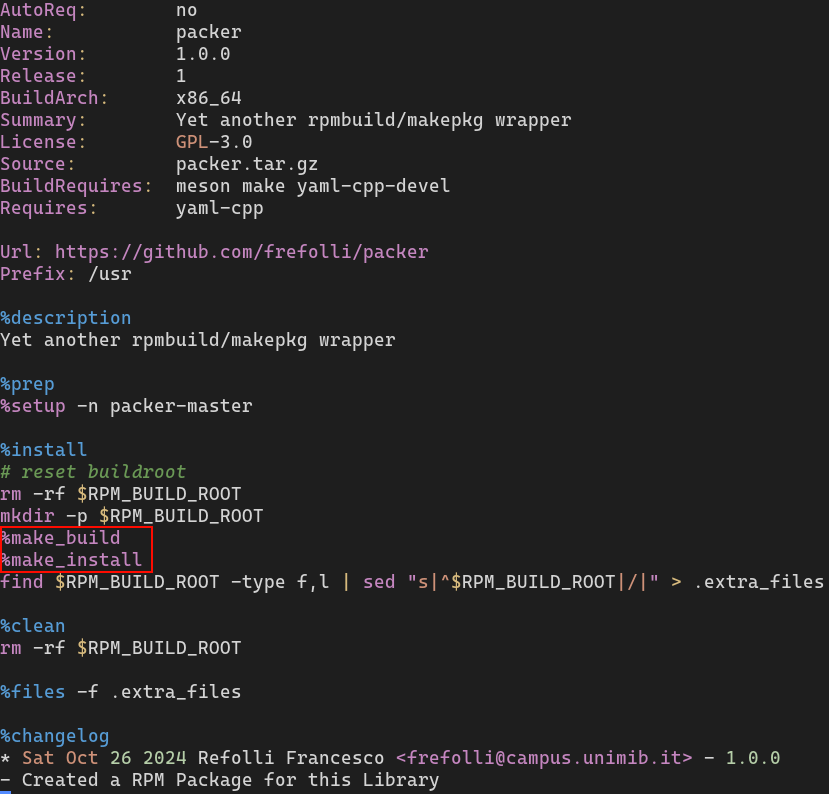 AutoReq: no
Name: packer
Version: 1.0.0
Release: 1
BuildArch: x86_64
Summary: Yet another rpmbuild/makepkg wrapper
License: GPL-3.0
Source: packer.tar.gz
BuildRequires: meson make yaml-cpp-devel
Requires: yaml-cpp
Url: https://github.com/frefolli/packer
Prefix: /usr
%description
Yet another rpmbuild/makepkg wrapper
%prep
%setup -n packer-master
%install
# reset buildroot
rm -rf $RPM_BUILD_ROOT
mkdir -p $RPM_BUILD_ROOT
%make_build
%make_install
find $RPM_BUILD_ROOT -type f,l | sed "s|^$RPM_BUILD_ROOT|/|" > .extra_files
%clean
rm -rf $RPM_BUILD_ROOT
%files -f .extra_files
%changelog
* Sat Oct 26 2024 Refolli Francesco <frefolli@campus.unimib.it> - 1.0.0
- Created a RPM Package for this Library